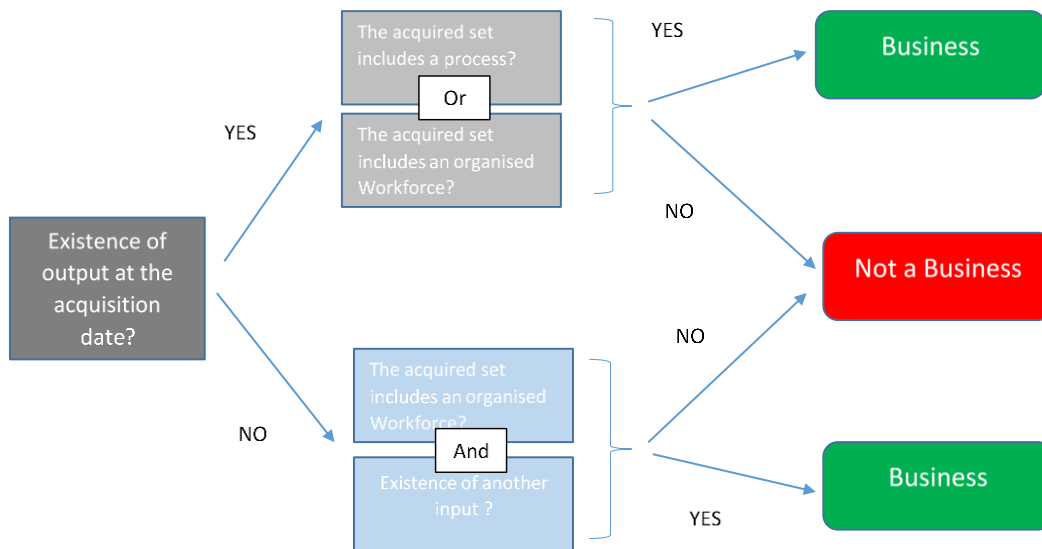 The acquired set
includes a process?
Or
The acquired set
includes an organised
Workforce?
YES
Business
YES
NO
Existence of
output at the
acquisition
date?
Not a Business
NO
The acquired set
includes an organised
Workforce?
And
Existence of another
input ?
NO
Business
YES